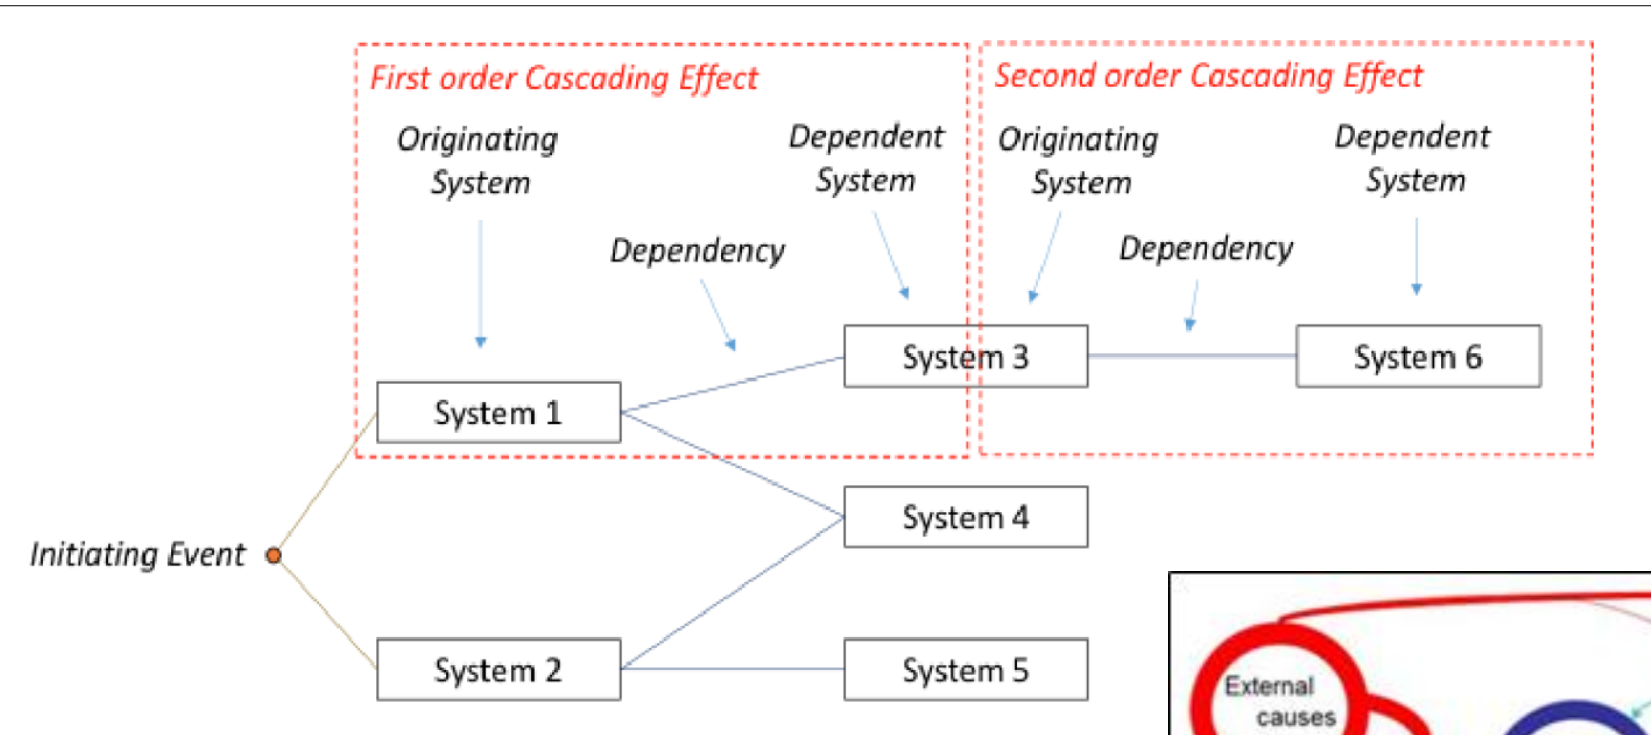 First order Cascading Effect
Second order Cascading Effect
Originating
System
Dependent
System
Originating
System
Dependent
System
Dependency
Dependency
System 3
System 6
System 1
System 4
Initiating Event
System 2
System 5
External
causes